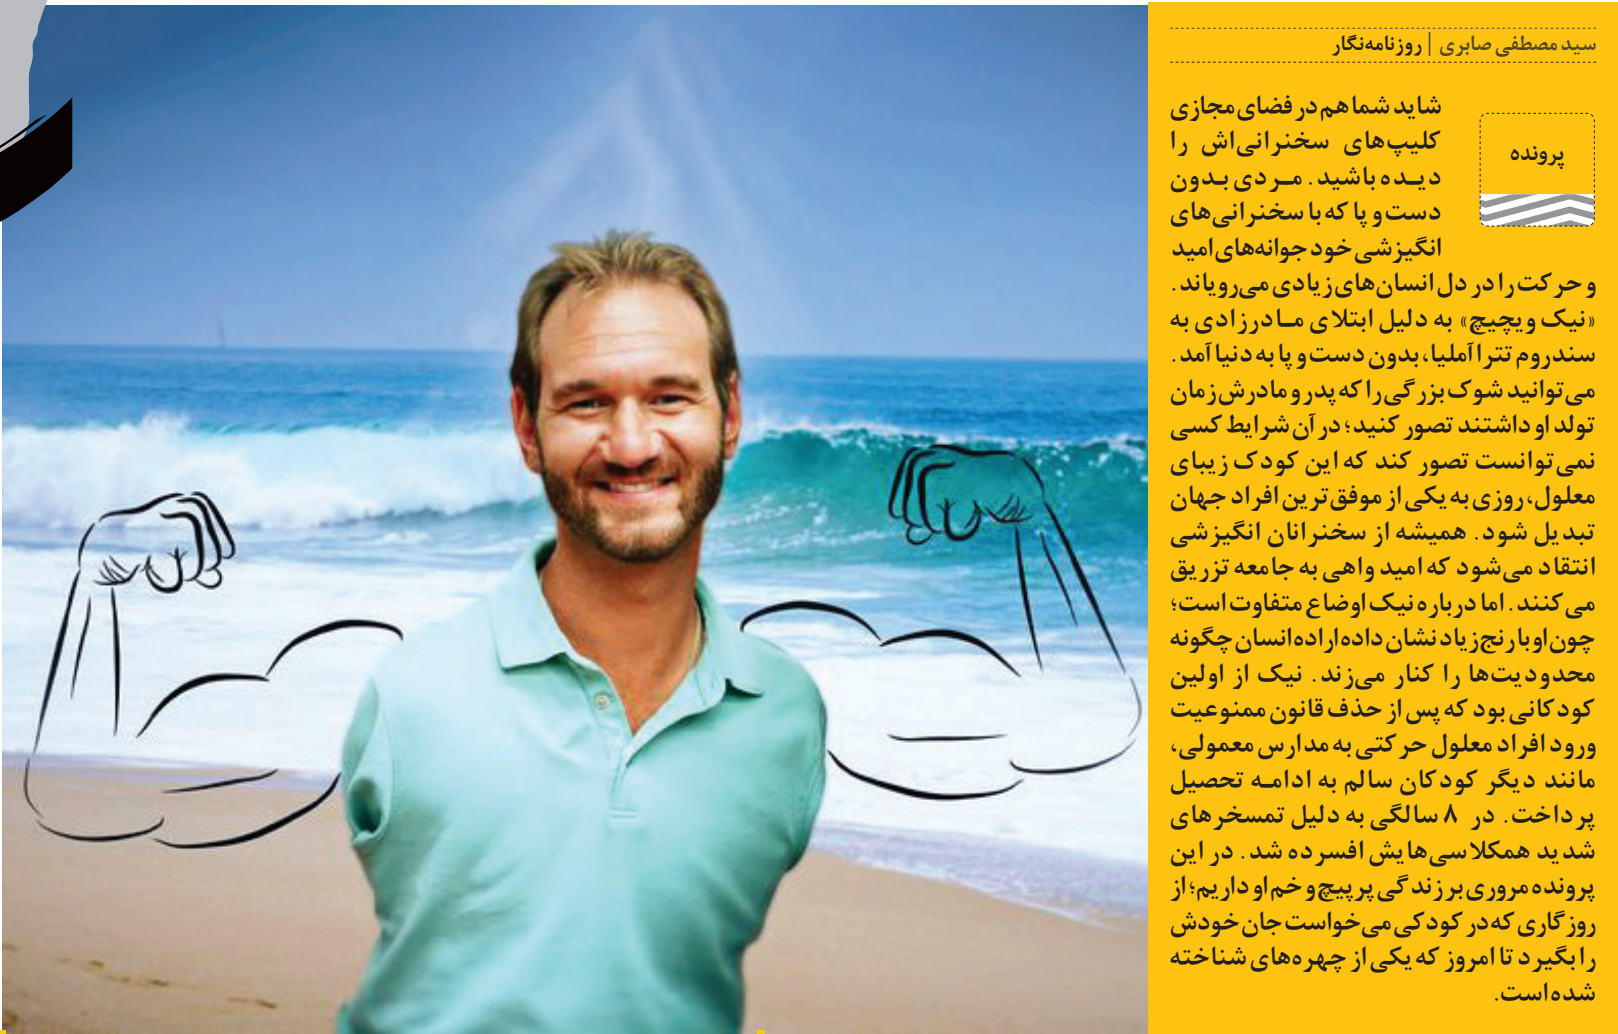 سید مصطفی صابری | روزنامه‌نگار
پرونده
شاید شما هم در فضای مجازی
کلیپ‌های سخنرانی‌اش را
دیده باشید. مردی بدون
دست و پا که با سخنرانی‌های
انگیزشی خود جوانه‌های امید
و حرکت را در دل انسان‌های زیادی می‌رویاند.
«نیک ویچیچ» به دلیل ابتلای مادرزادی به
سندروم تترا آملیا، بدون دست و پا به دنیا آمد.
می‌توانید شوک بزرگی را که پدر و مادرش زمان
تولد او داشتند تصور کنید؛ در آن شرایط کسی
نمی‌توانست تصور کند که این کودک زیبای
معلول، روزی به یکی از موفق‌ترین افراد جهان
تبدیل شود. همیشه از سخنرانان انگیزشی
انتقاد می‌شود که امید واهی به جامعه تزریق
می‌کنند. اما درباره نیک اوضاع متفاوت است؛
چون او با رنج زیاد نشان داده اراده انسان چگونه
محدودیت‌ها را کنار می‌زند. نیک از اولین
کودکانی بود که پس از حذف قانون ممنوعیت
ورود افراد معلول حرکتی به مدارس معمولی،
مانند دیگر کودکان سالم به ادامه تحصیل
پرداخت. در ۸ سالگی به دلیل تمسخرهای
شدید همکلاسی‌هایش افسرده شد. در این
پرونده مروری بر زندگی پرپیچ و خم او داریم؛ از
روزگاری که در کودکی می‌خواست جان خودش
را بگیرد تا امروز که یکی از چهره‌های شناخته
شده است.